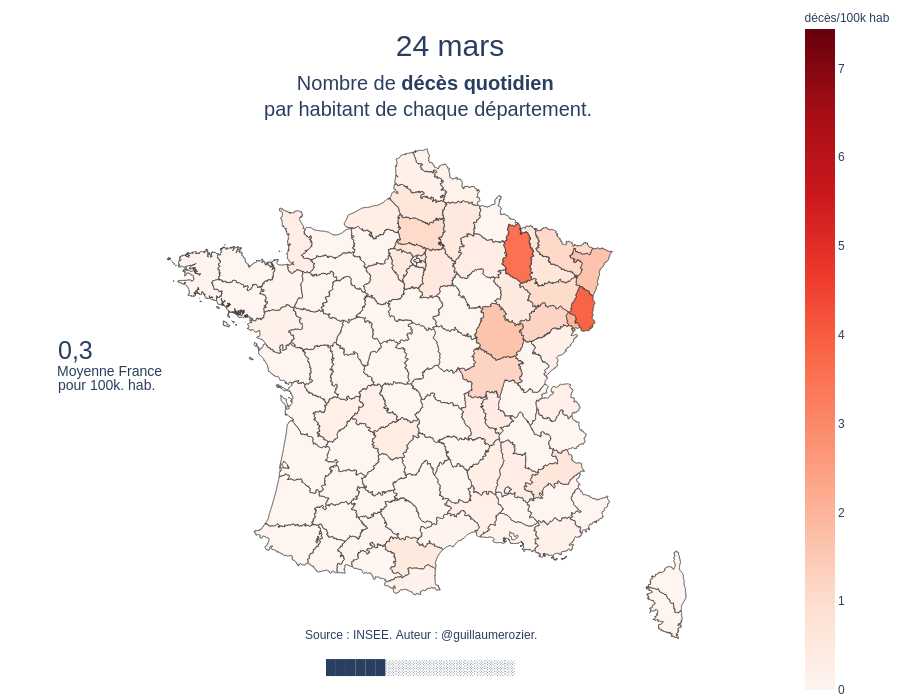 décès/100k hab
24 mars
Nombre de décès quotidien
par habitant de chaque département.
7
6
5
4
3
2
1
0
0,3
Moyenne France
pour 100k. hab.
Source : INSEE. Auteur : @guillaumerozier.